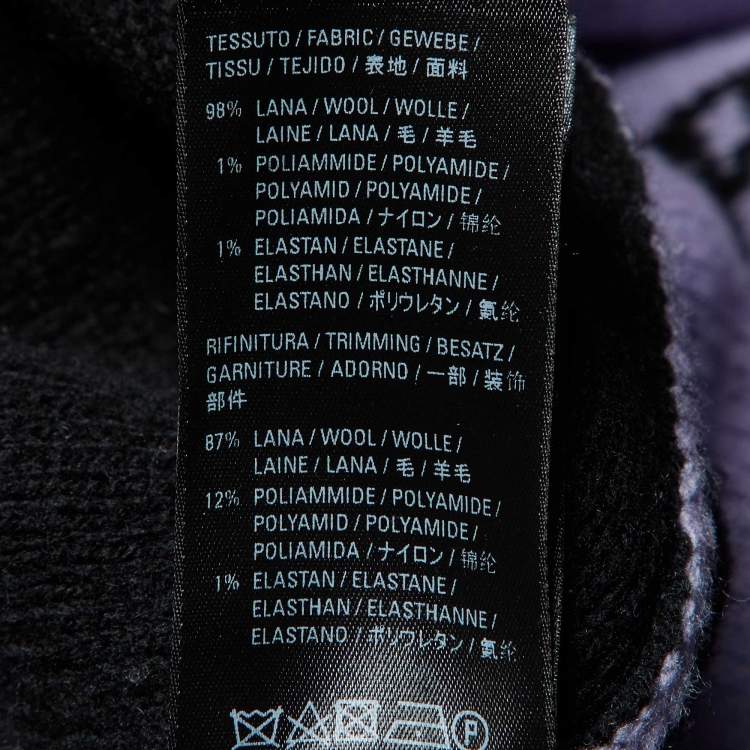 TESSUTO / FABRIC / GEWEBE /
TISSU / TEJIDO / 表地 / 面料
98% LANA / WOOL / WOLLE /
LAINE / LANA / 毛 / 羊毛
1% POLIAMMIDE / POLYAMIDE /
POLYAMID / POLYAMIDE /
POLIAMIDA / ナイロン / 锦纶
1% ELASTAN / ELASTANE /
ELASTHAN / ELASTHANNE /
ELASTANO / ポリウレタン / 氨纶
RIFINITURA / TRIMMING / BESATZ /
GARNITURE / ADORNO / 一部 / 装饰
部件
87% LANA / WOOL / WOLLE /
LAINE / LANA / 毛 / 羊毛
12% POLIAMMIDE / POLYAMIDE /
POLYAMID / POLYAMIDE /
POLIAMIDA / ナイロン / 锦纶
1% ELASTAN / ELASTANE /
ELASTHAN / ELASTHANNE /
ELASTANO / ポリウレタン / 氨纶
P